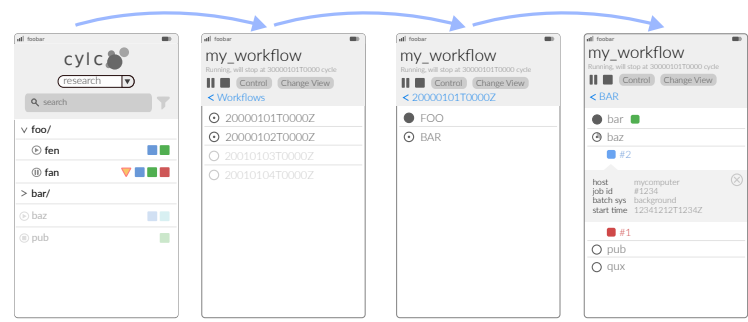 foobar
cylc
research
search
foo/
fen
fan
bar/
baz
pub
foobar
my_workflow
Running, will stop at 30000101T0000 cycle
Control Change View
< Workflows
20000101T0000Z
20000102T0000Z
20010103T0000Z
20010104T0000Z
foobar
my_workflow
Running, will stop at 30000101T0000 cycle
Control Change View
< 20000101T0000Z
FOO
BAR
foobar
my_workflow
Running, will stop at 30000101T0000 cycle
Control Change View
< BAR
bar
baz
#2
host mycomputer
job id #1234
batch sys background
start time 12341212T1234Z
#1
pub
qux